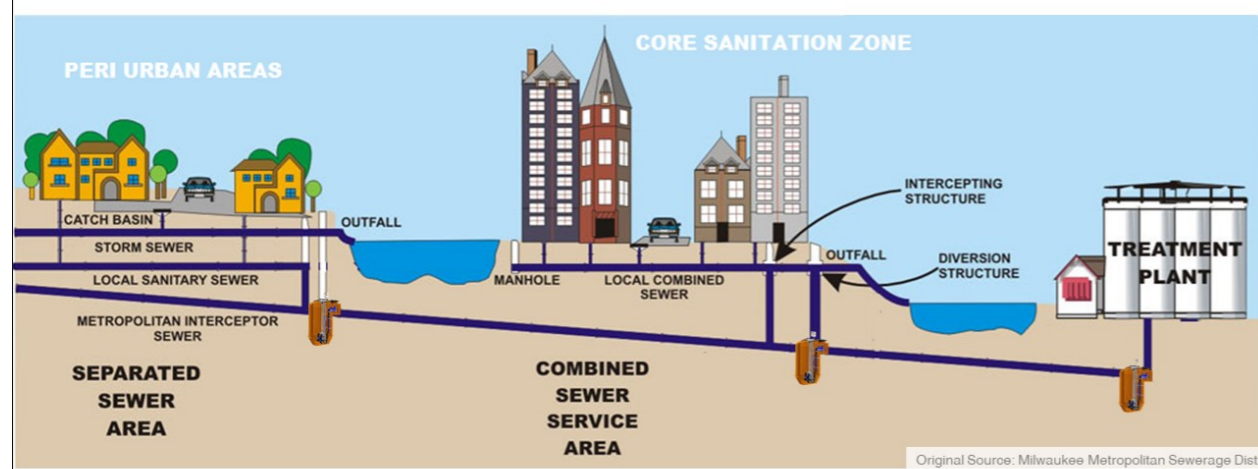 PERI URBAN AREAS
CORE SANITATION ZONE
CATCH BASIN
OUTFALL
STORM SEWER
LOCAL SANITARY SEWER
METROPOLITAN INTERCEPTOR
SEWER
SEPARATED
SEWER
AREA
MANHOLE
LOCAL COMBINED
SEWER
INTERCEPTING
STRUCTURE
OUTFALL
DIVERSION
STRUCTURE
COMBINED
SEWER
SERVICE
AREA
TREATMENT
PLANT
Original Source: Milwaukee Metropolitan Sewerage Dist